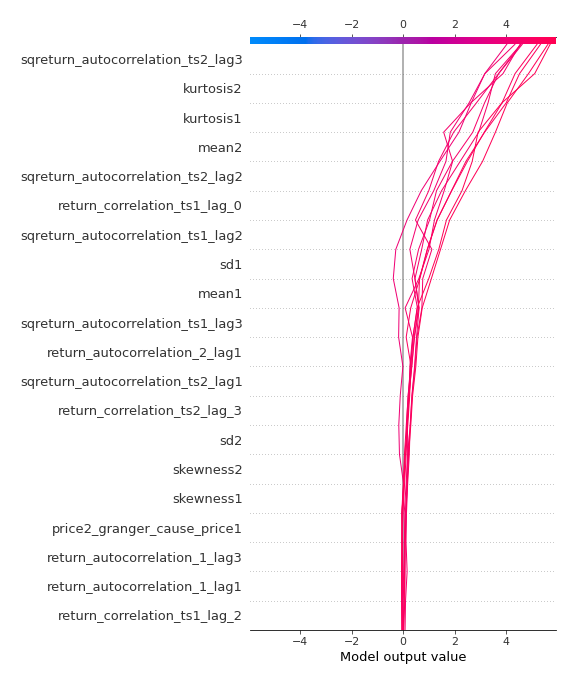 −4 −2 0 2 4
sqreturn_autocorrelation_ts2_lag3
kurtosis2
kurtosis1
mean2
sqreturn_autocorrelation_ts2_lag2
return_correlation_ts1_lag_0
sqreturn_autocorrelation_ts1_lag2
sd1
mean1
sqreturn_autocorrelation_ts1_lag3
return_autocorrelation_2_lag1
sqreturn_autocorrelation_ts2_lag1
return_correlation_ts2_lag_3
sd2
skewness2
skewness1
price2_granger_cause_price1
return_autocorrelation_1_lag3
return_autocorrelation_1_lag1
return_correlation_ts1_lag_2
−4 −2 0 2 4
Model output value